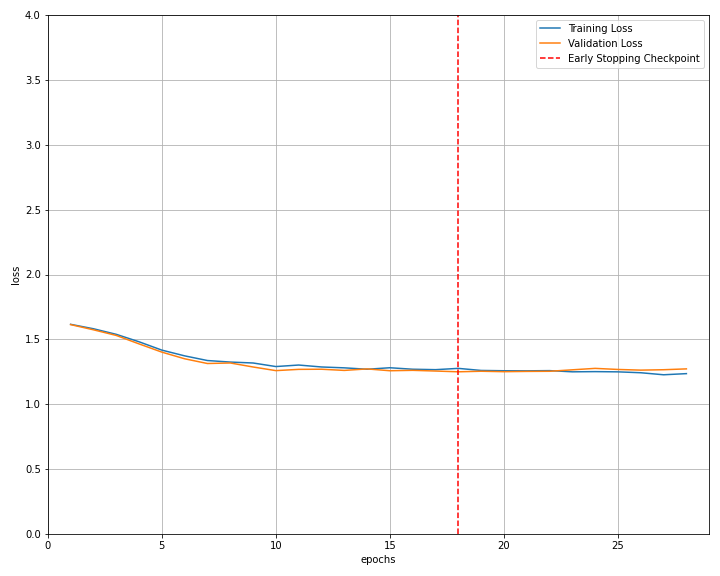 4.0
3.5
3.0
2.5
2.0
1.5
1.0
0.5
0.0
loss
Training Loss
Validation Loss
Early Stopping Checkpoint
0 5 10 15 20 25
epochs